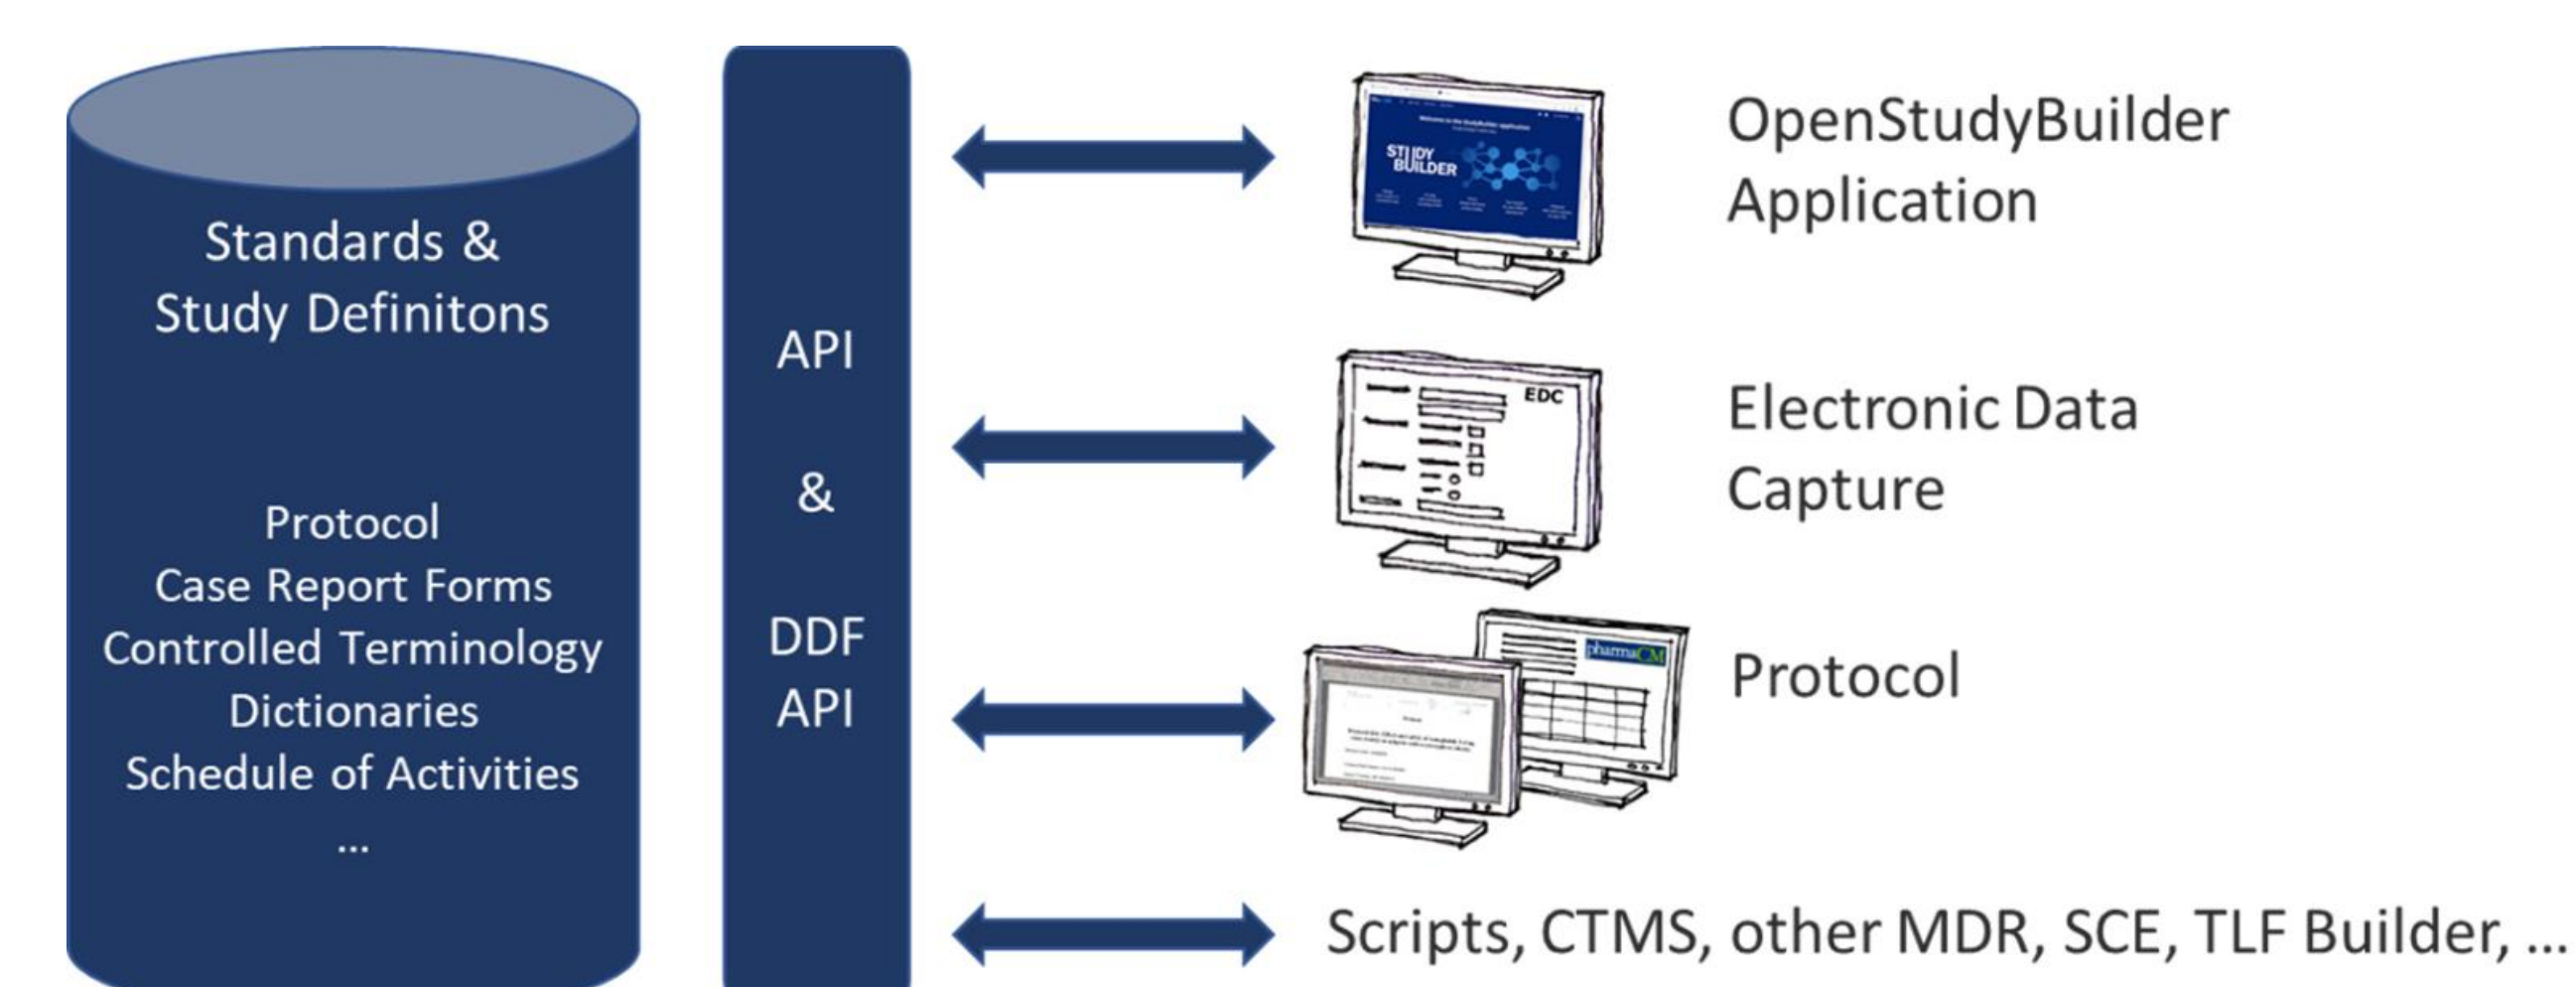 Standards &
Study Definitons
Protocol
Case Report Forms
Controlled Terminology
Dictionaries
Schedule of Activities
...
API
&
DDF
API
STUDY
BUILDER
OpenStudyBuilder
Application
EDC
Electronic Data
Capture
pharmaCM
Protocol
Scripts, CTMS, other MDR, SCE, TLF Builder, ...